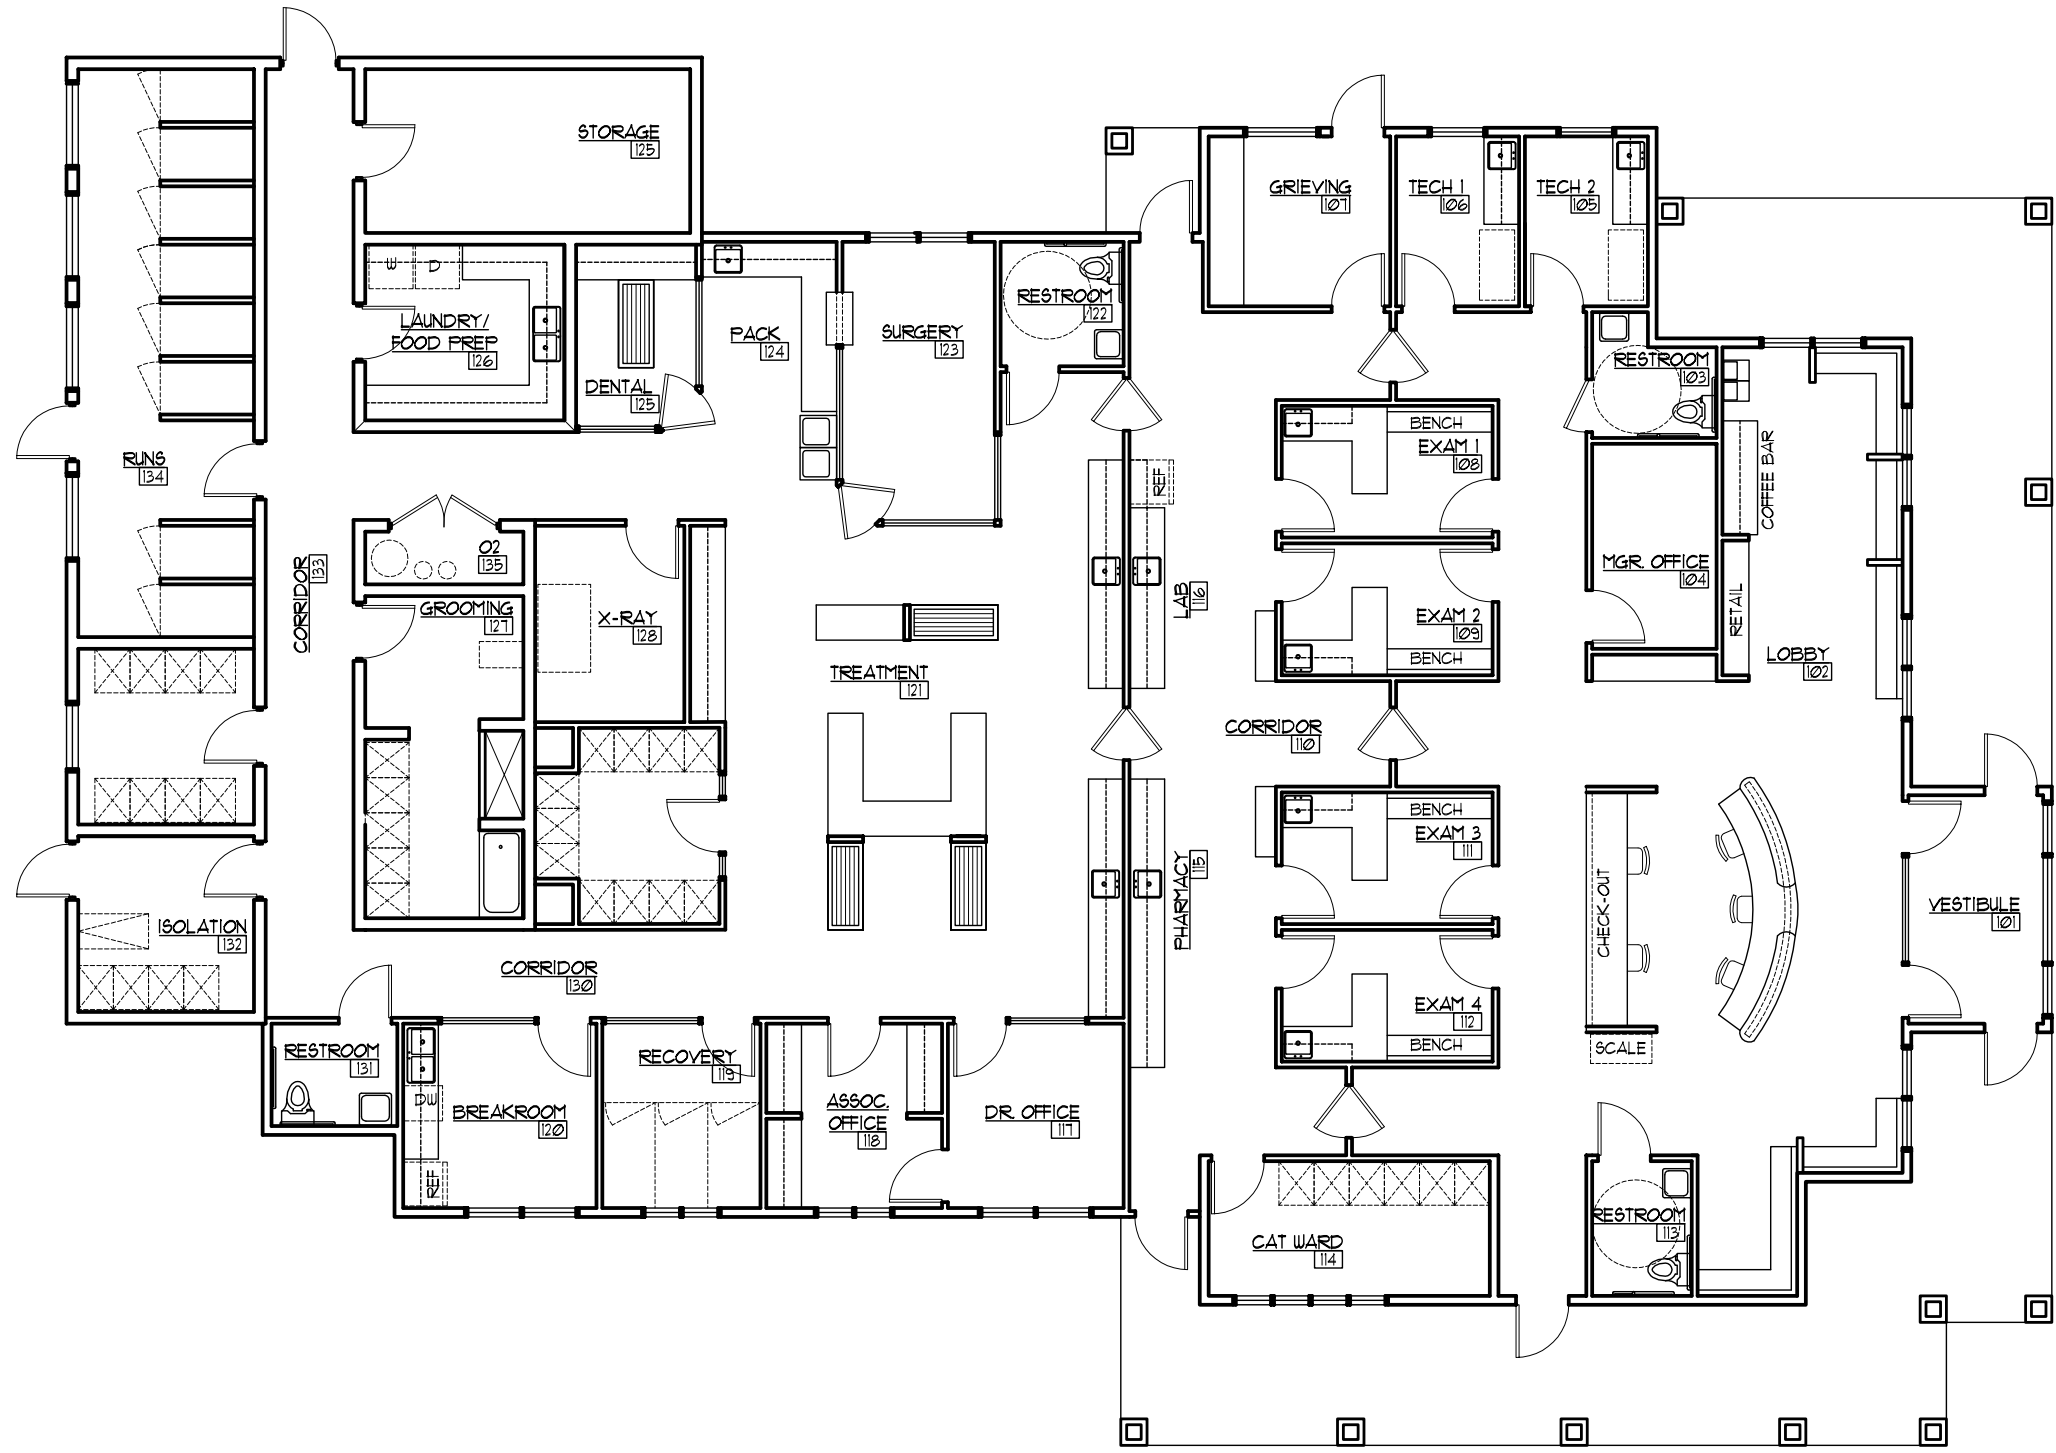 STORAGE
125
GRIEVING
107
TECH 1
106
TECH 2
105
W
D
LAUNDRY/
FOOD PREP
126
DENTAL
125
PACK
124
SURGERY
123
RESTROOM
122
RESTROOM
103
RUNS
134
BENCH
EXAM 1
108
REF
COFFEE BAR
MGR. OFFICE
104
O2
135
CORRIDOR
133
GROOMING
127
X-RAY
128
LAB
116
EXAM 2
109
BENCH
RETAIL
LOBBY
102
TREATMENT
121
CORRIDOR
110
BENCH
EXAM 3
111
PHARMACY
115
CHECK-OUT
VESTIBULE
101
ISOLATION
132
CORRIDOR
130
EXAM 4
112
BENCH
SCALE
RESTROOM
131
DW
BREAKROOM
120
REF
RECOVERY
119
ASSOC.
OFFICE
118
DR. OFFICE
117
CAT WARD
114
RESTROOM
113